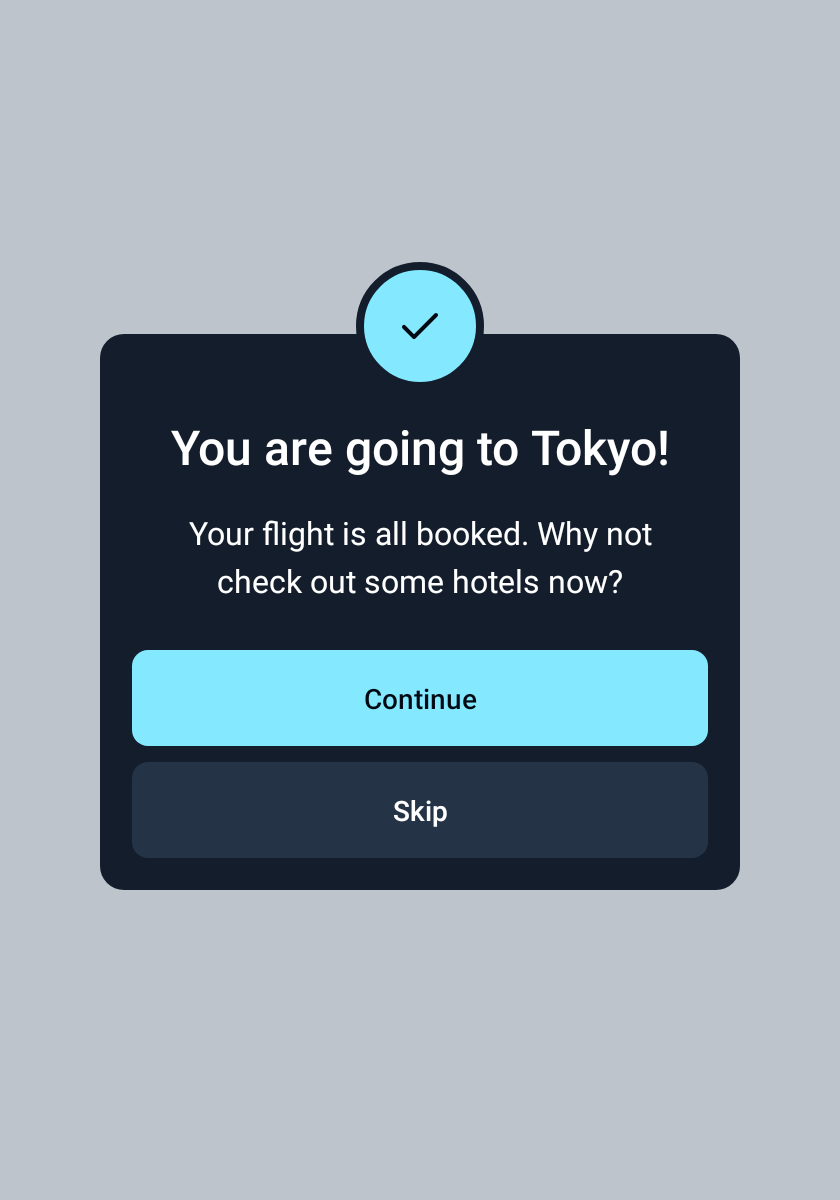 You are going to Tokyo!
Your flight is all booked. Why not
check out some hotels now?
Continue
Skip